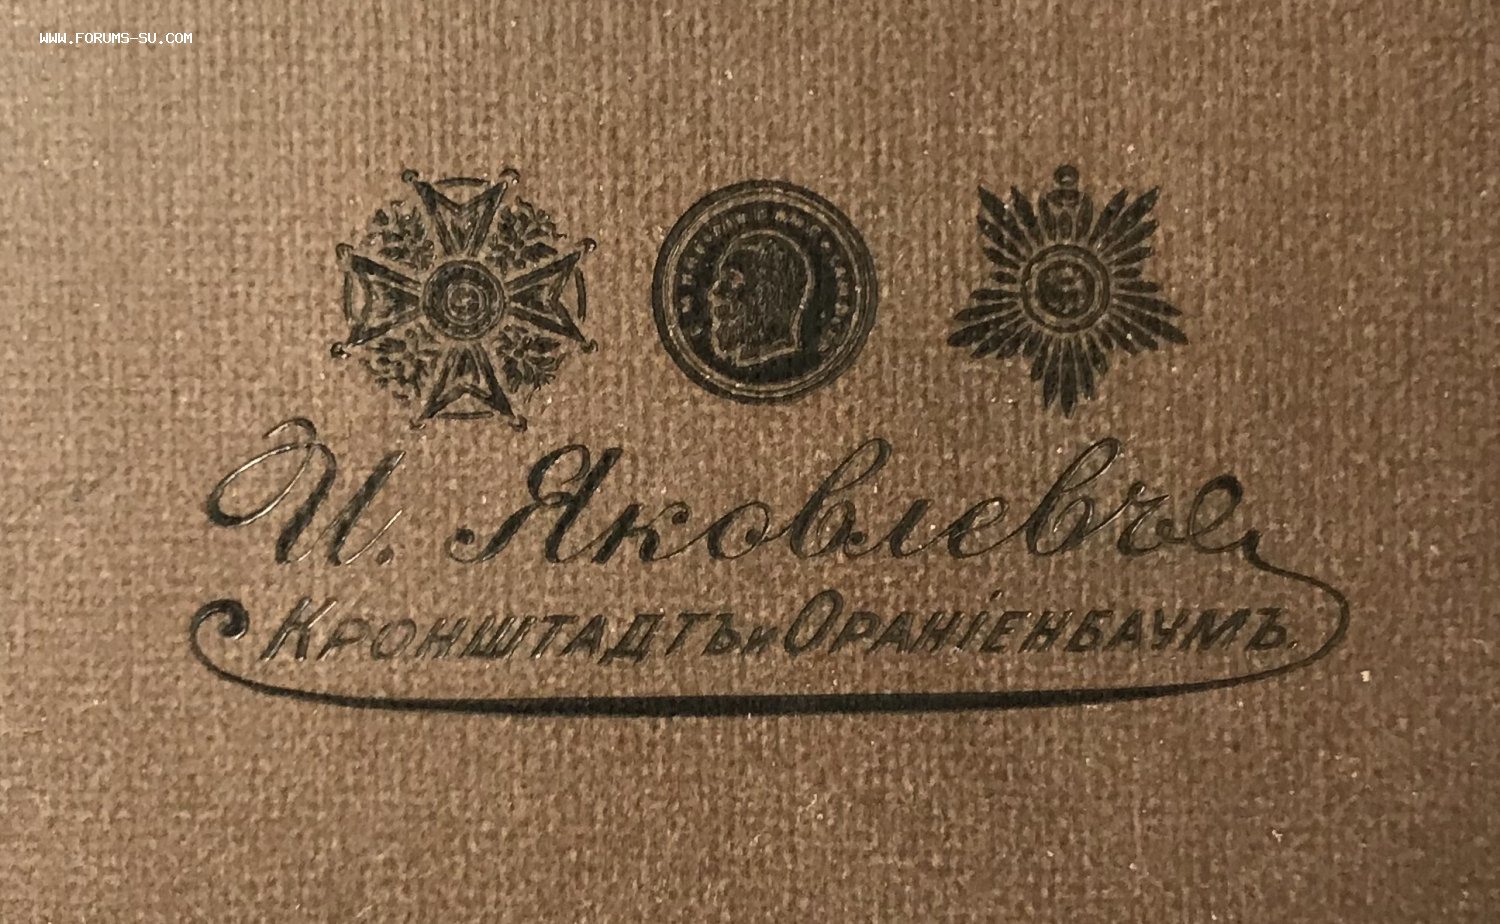 WWW.FORUMS-SU.COM
И. Яковлевъ
Кронштадтъ и Ораніенбаумъ.